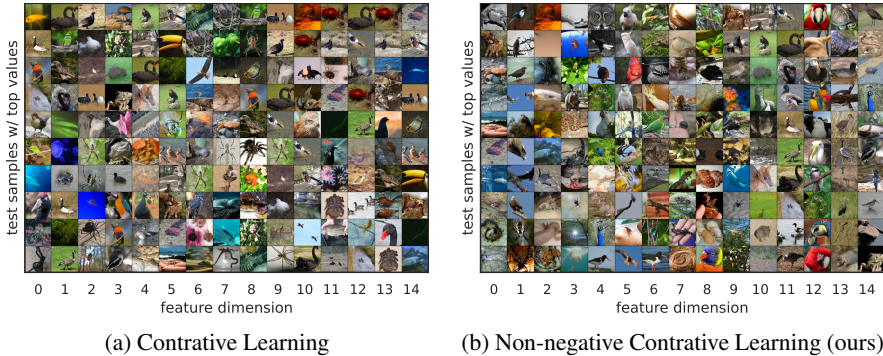 test samples w/ top values
0 1 2 3 4 5 6 7 8 9 10 11 12 13 14
feature dimension
(a) Contrative Learning
test samples w/ top values
0 1 2 3 4 5 6 7 8 9 10 11 12 13 14
feature dimension
(b) Non-negative Contrative Learning (ours)